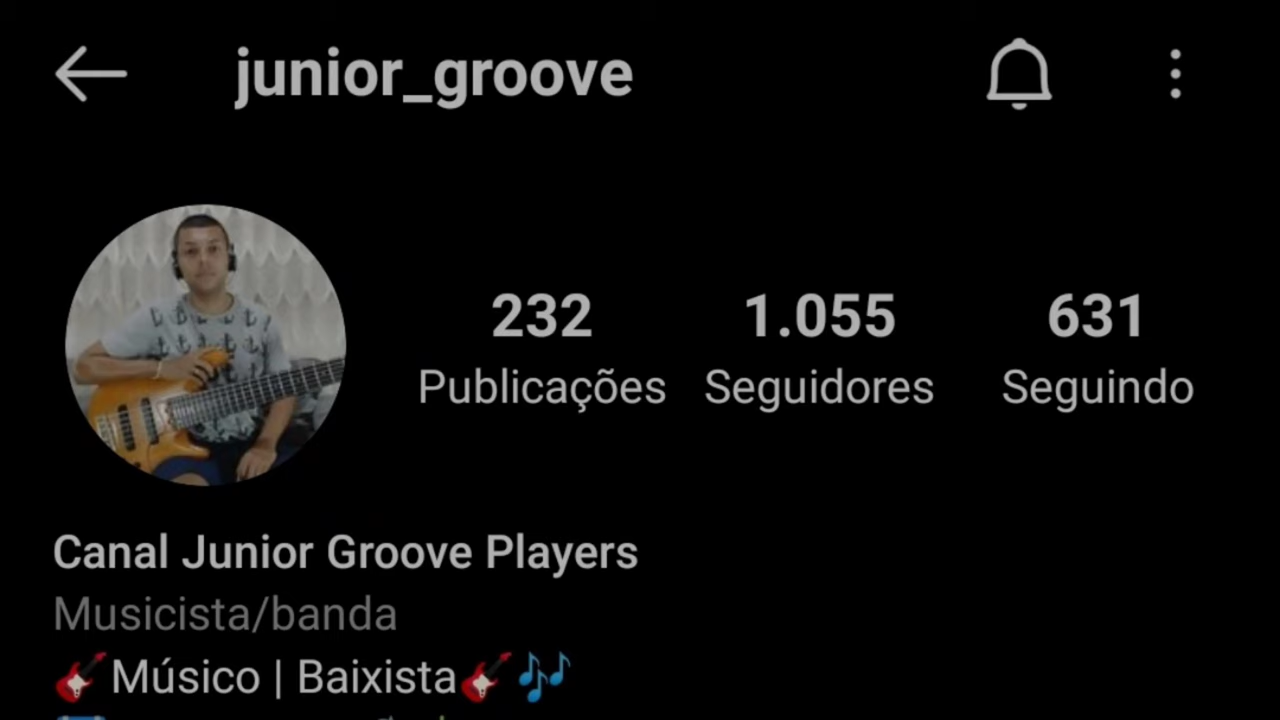 junior_groove
232 1.055 631
Publicações Seguidores Seguindo
Canal Junior Groove Players
Musicista/banda
🎸Músico | Baixista🎸🎶